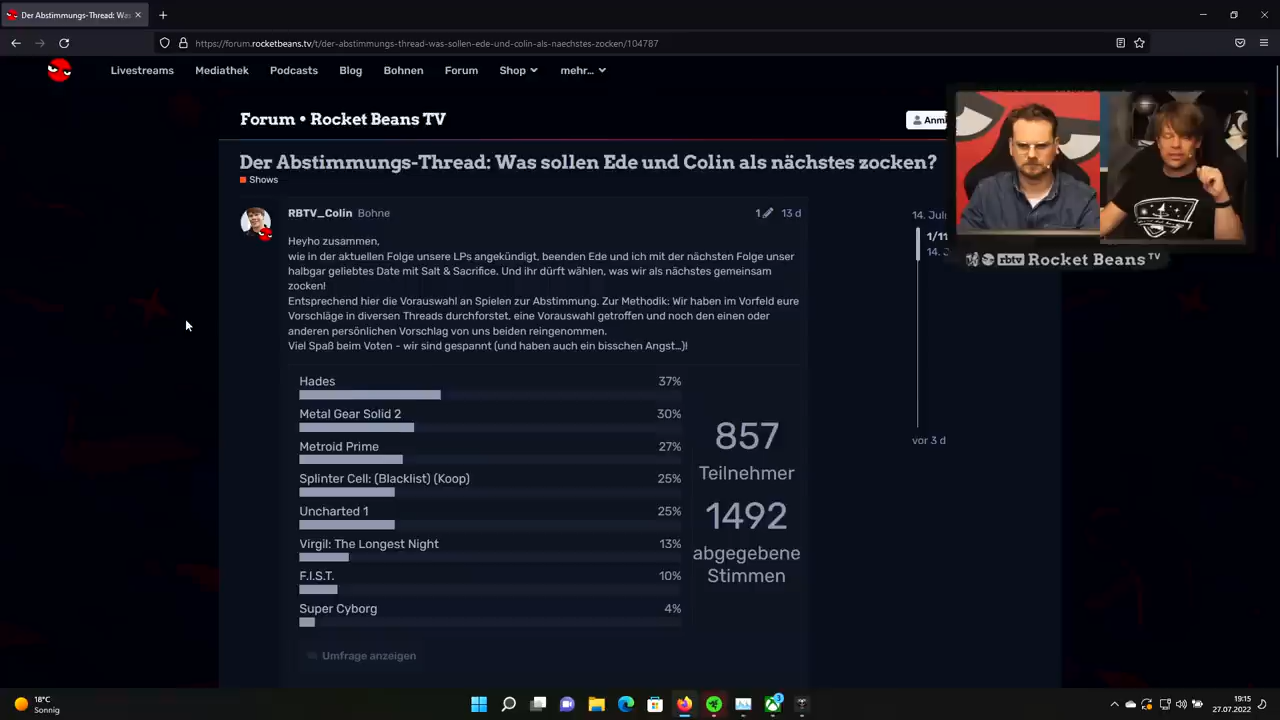 Der Abstimmungs-Thread: Was
https://forum.rocketbeans.tv/t/der-abstimmungs-thread-was-sollen-ede-und-colin-als-naechstes-zocken/104787
Livestreams Mediathek Podcasts Blog Bohnen Forum Shop mehr...
Forum • Rocket Beans TV
Anm
Der Abstimmungs-Thread: Was sollen Ede und Colin als nächstes zocken?
Shows
RBTV_Colin Bohne
1 13 d
Heyho zusammen,
wie in der aktuellen Folge unsere LPs angekündigt, beenden Ede und ich mit der nächsten Folge unser
halbgar geliebtes Date mit Salt & Sacrifice. Und ihr dürft wählen, was wir als nächstes gemeinsam
zocken!
Entsprechend hier die Vorauswahl an Spielen zur Abstimmung. Zur Methodik: Wir haben im Vorfeld eure
Vorschläge in diversen Threads durchforstet, eine Vorauswahl getroffen und noch den einen oder
anderen persönlichen Vorschlag von uns beiden reingenommen.
Viel Spaß beim Voten - wir sind gespannt (und haben auch ein bisschen Angst…)!
Hades 37%
Metal Gear Solid 2 30%
Metroid Prime 27%
Splinter Cell: (Blacklist) (Koop) 25%
Uncharted 1 25%
Virgil: The Longest Night 13%
F.I.S.T. 10%
Super Cyborg 4%
857
Teilnehmer
1492
abgegebene
Stimmen
Umfrage anzeigen
14. Jul
1/11
14. J
vor 3 d
rbtv Rocket Beans TV
18°C
Sonnig
19:15
27.07.2022